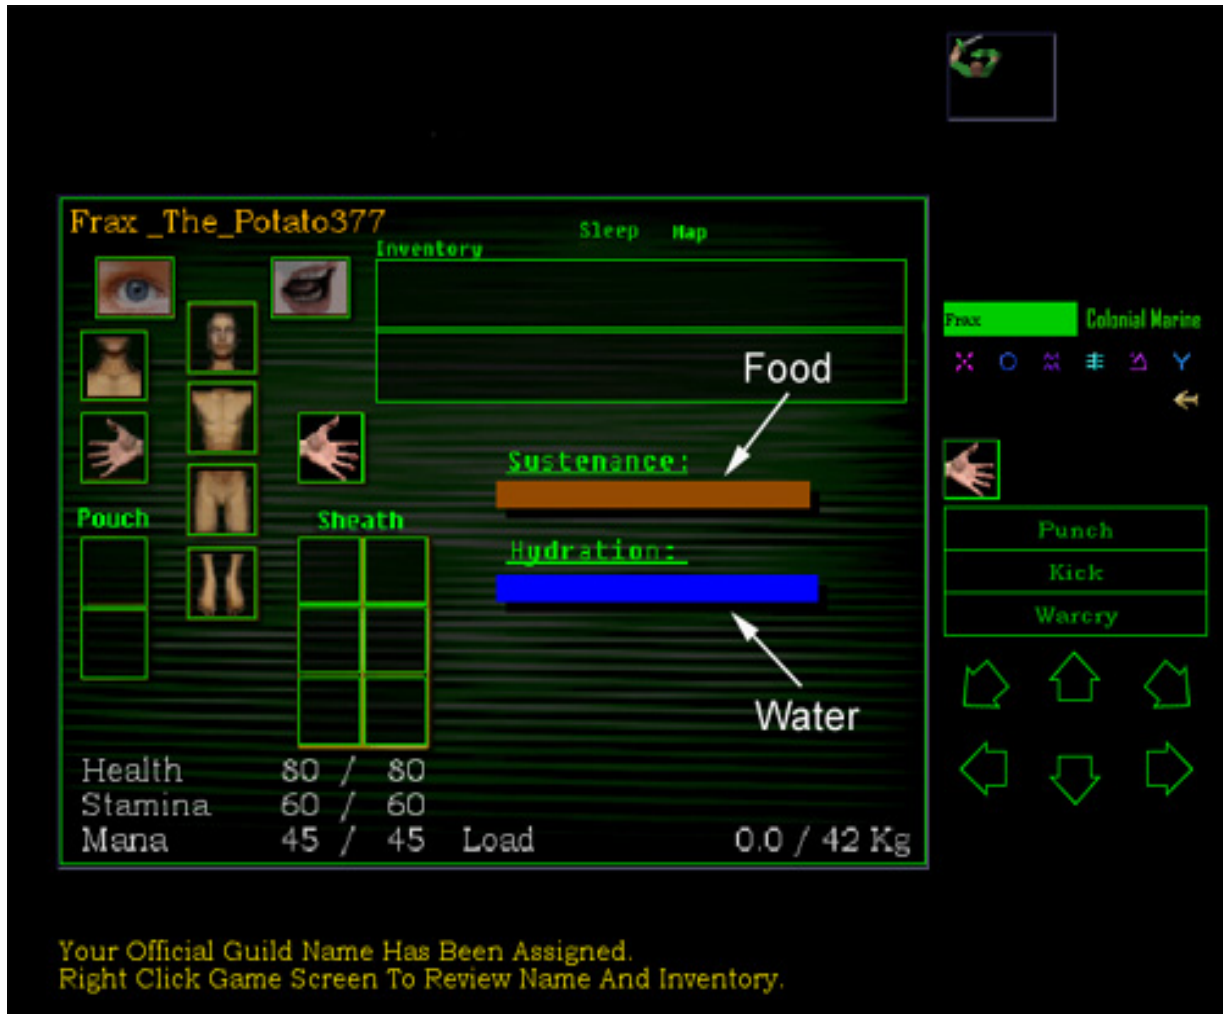 Frax _The_Potato377
Sleep Map
Inventory
Frax Colonial Marine
Food
Sustenance:
Pouch Sheath
Punch
Hydration:
Kick
Warcry
Water
Health 80 / 80
Stamina 60 / 60
Mana 45 / 45 Load 0.0 / 42 Kg
Your Official Guild Name Has Been Assigned.
Right Click Game Screen To Review Name And Inventory.